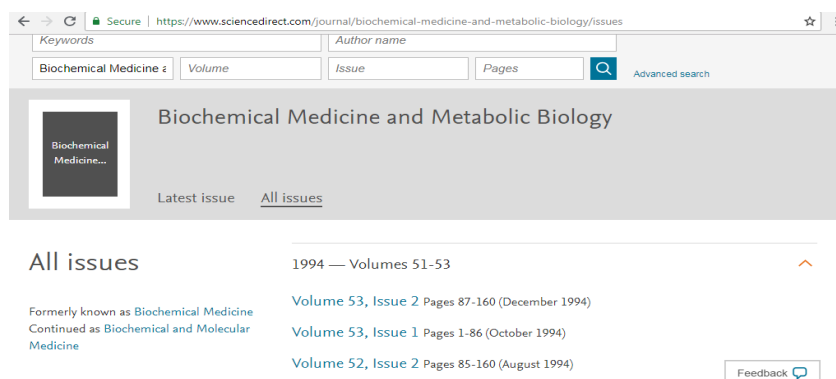 Secure | https://www.sciencedirect.com/journal/biochemical-medicine-and-metabolic-biology/issues
Keywords Author name
Biochemical Medicine a Volume Issue Pages Advanced search
Biochemical Medicine and Metabolic Biology
Biochemical
Medicine...
Latest issue All issues
All issues
Formerly known as Biochemical Medicine
Continued as Biochemical and Molecular
Medicine
1994 — Volumes 51-53
Volume 53, Issue 2 Pages 87-160 (December 1994)
Volume 53, Issue 1 Pages 1-86 (October 1994)
Volume 52, Issue 2 Pages 85-160 (August 1994)
Feedback